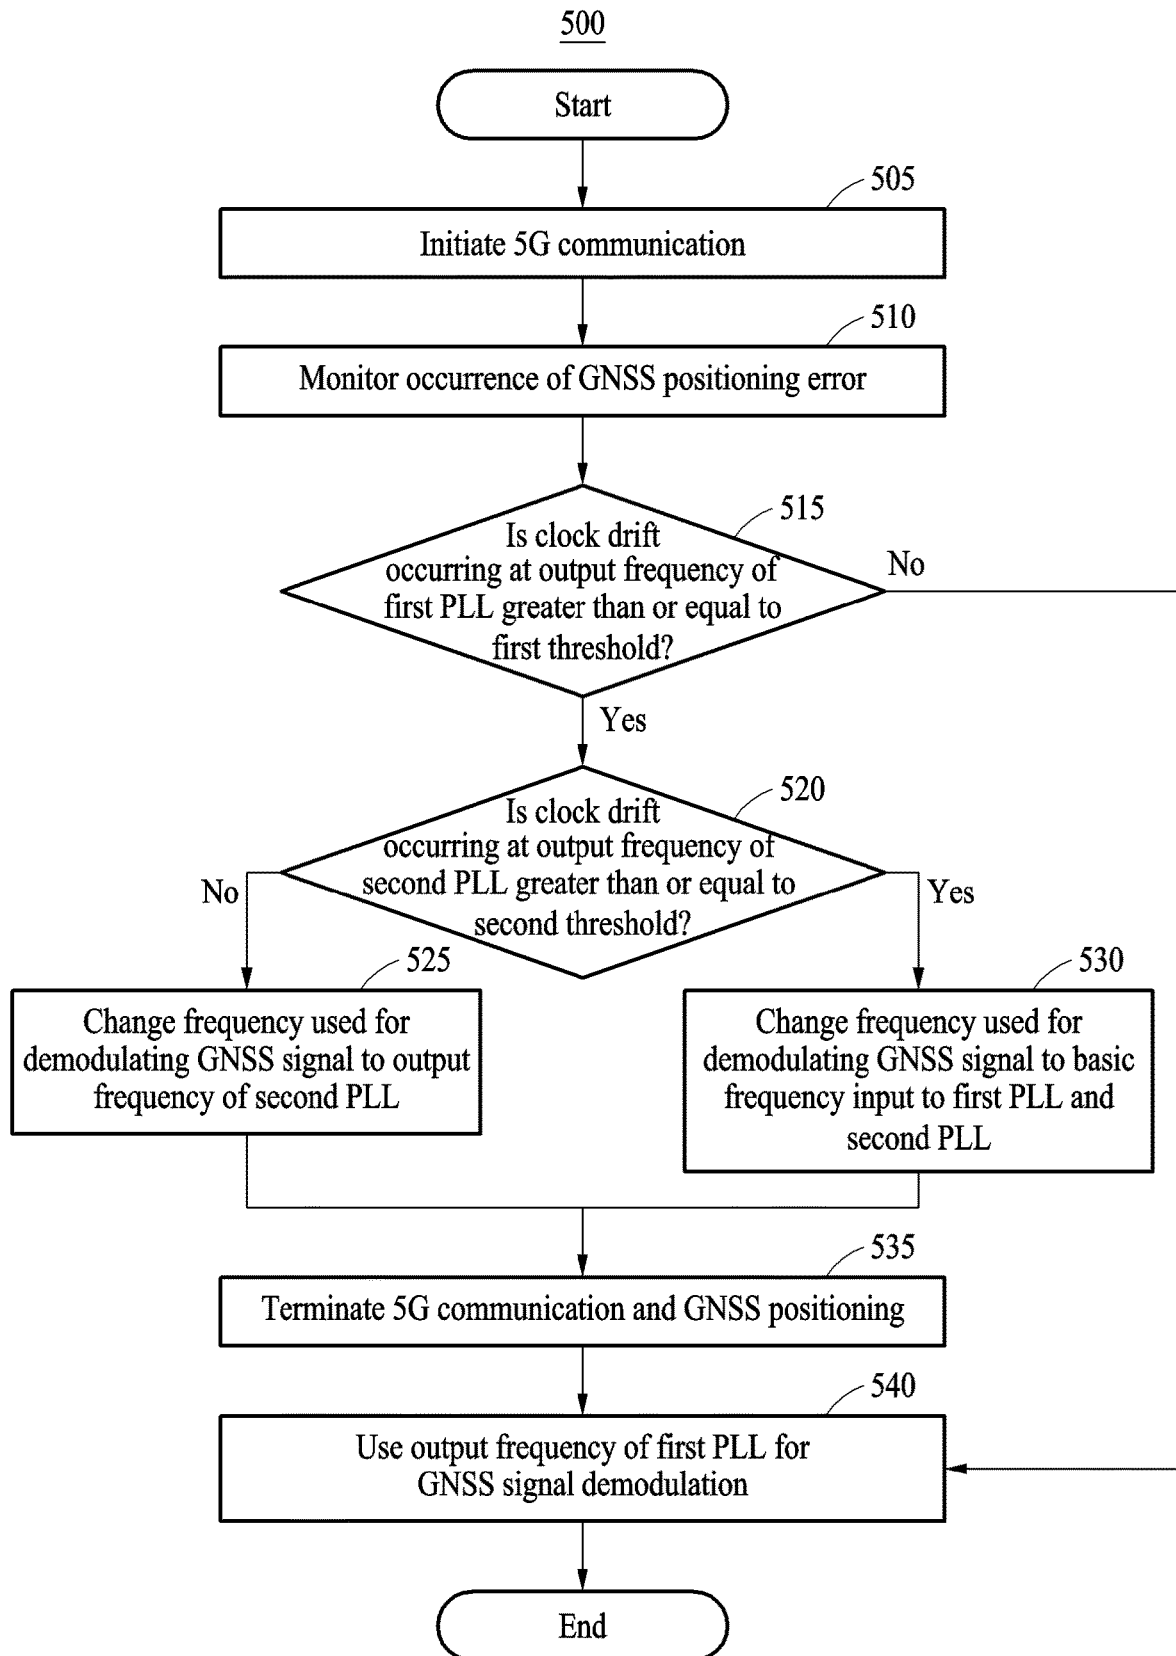 500
Start
505
Initiate 5G communication
510
Monitor occurrence of GNSS positioning error
515
Is clock drift
occurring at output frequency of
first PLL greater than or equal to
first threshold?
No
Yes
520
Is clock drift
occurring at output frequency of
second PLL greater than or equal to
second threshold?
No
Yes
525
Change frequency used for
demodulating GNSS signal to output
frequency of second PLL
530
Change frequency used for
demodulating GNSS signal to basic
frequency input to first PLL and
second PLL
535
Terminate 5G communication and GNSS positioning
540
Use output frequency of first PLL for
GNSS signal demodulation
End